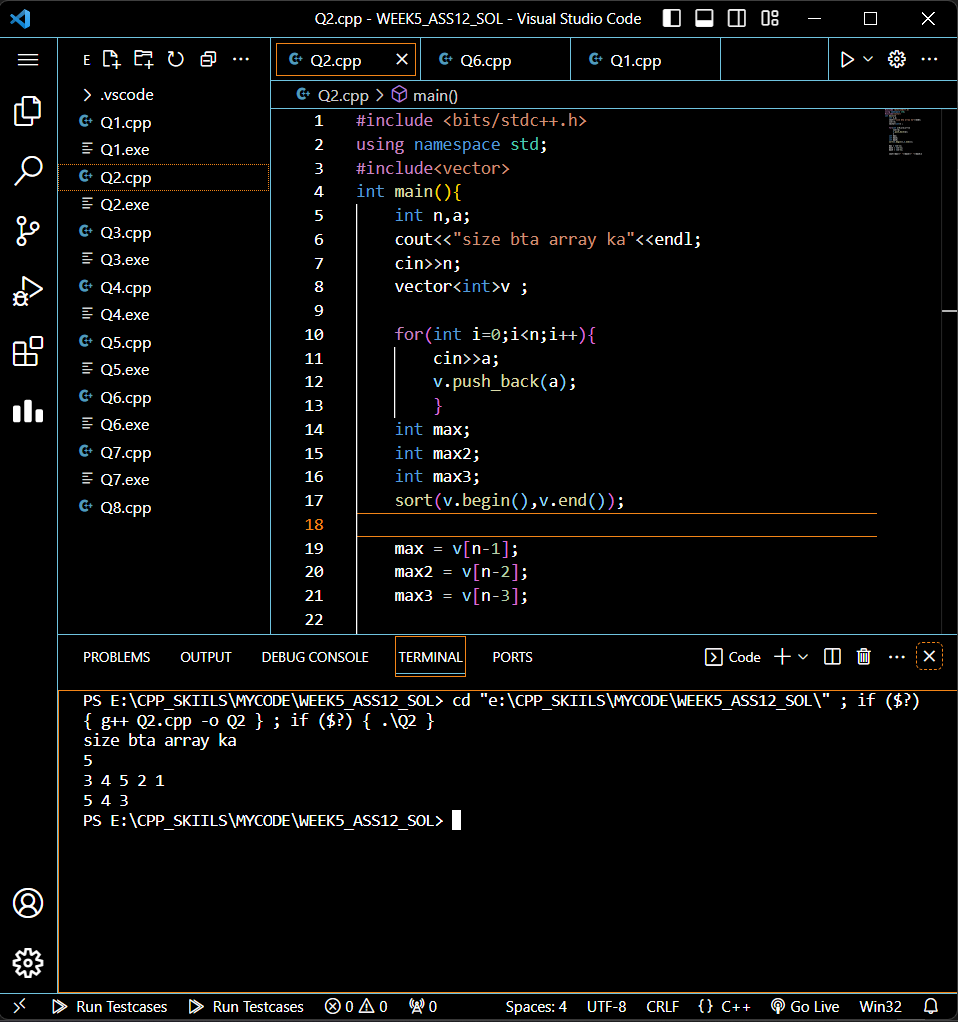 Q2.cpp - WEEK5_ASS12_SOL - Visual Studio Code
E
Q2.cpp
Q6.cpp
Q1.cpp
.vscode
Q1.cpp
Q1.exe
Q2.cpp
Q2.exe
Q3.cpp
Q3.exe
Q4.cpp
Q4.exe
Q5.cpp
Q5.exe
Q6.cpp
Q6.exe
Q7.cpp
Q7.exe
Q8.cpp
Q2.cpp > main()
1 #include <bits/stdc++.h>
2 using namespace std;
3 #include<vector>
4 int main(){
5 int n,a;
6 cout<<"size bta array ka"<<endl;
7 cin>>n;
8 vector<int>v ;
9
10 for(int i=0;i<n;i++){
11 cin>>a;
12 v.push_back(a);
13 }
14 int max;
15 int max2;
16 int max3;
17 sort(v.begin(),v.end());
18
19 max = v[n-1];
20 max2 = v[n-2];
21 max3 = v[n-3];
22
PROBLEMS OUTPUT DEBUG CONSOLE TERMINAL PORTS Code
PS E:\CPP_SKIILS\MYCODE\WEEK5_ASS12_SOL> cd "e:\CPP_SKIILS\MYCODE\WEEK5_ASS12_SOL\" ; if ($?)
{ g++ Q2.cpp -o Q2 } ; if ($?) { .\Q2 }
size bta array ka
5
3 4 5 2 1
5 4 3
PS E:\CPP_SKIILS\MYCODE\WEEK5_ASS12_SOL>
Run Testcases Run Testcases 0 0 0 Spaces: 4 UTF-8 CRLF {} C++ Go Live Win32